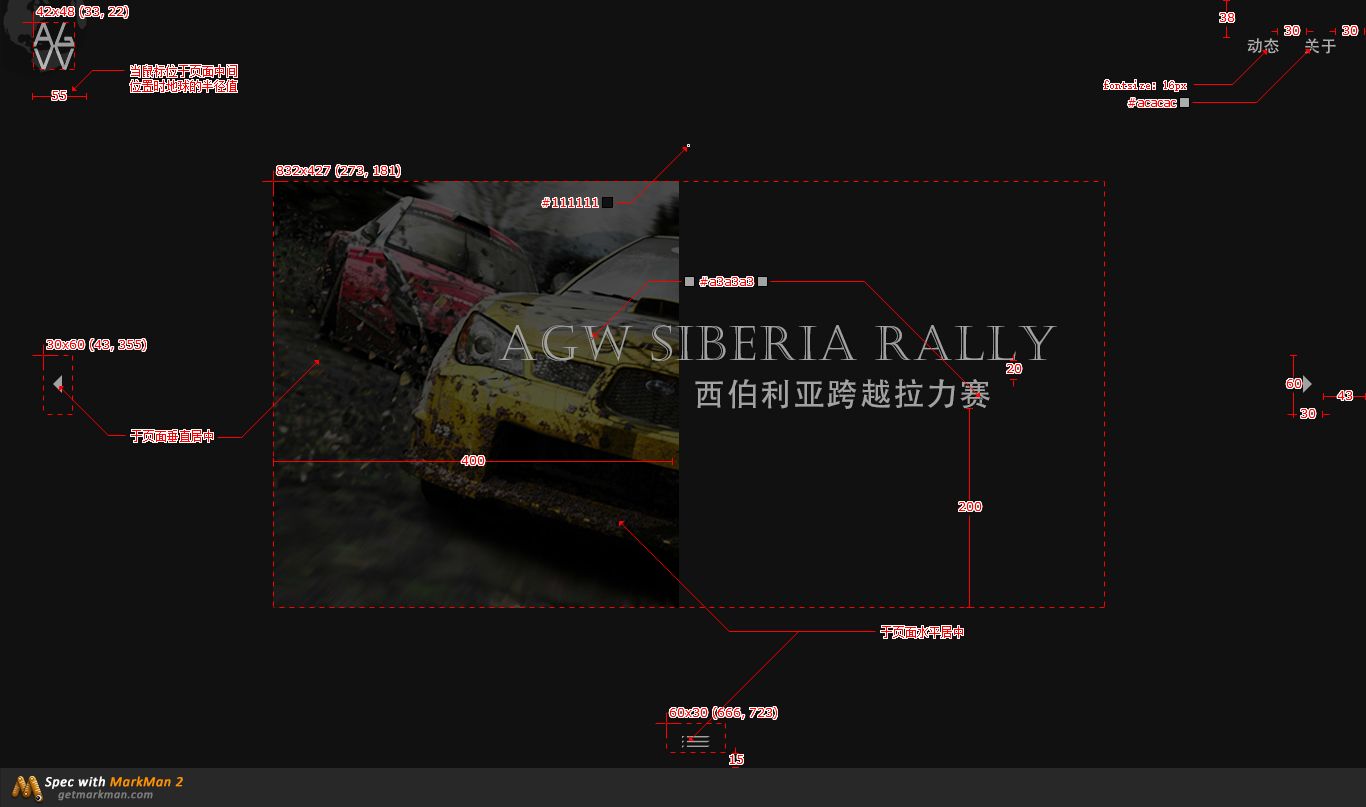 42x48 (33, 22)
AGW
38
30
30
动态
关于
当鼠标位于页面中间
位置时地球的半径值
55
fontsize: 16px
#acacac
832x427 (273, 181)
#111111
#a3a3a3
AGW SIBERIA RALLY
20
西伯利亚跨越拉力赛
30x60 (43, 355)
60
43
30
于页面垂直居中
400
200
于页面水平居中
60x30 (666, 723)
15
Spec with MarkMan 2
getmarkman.com